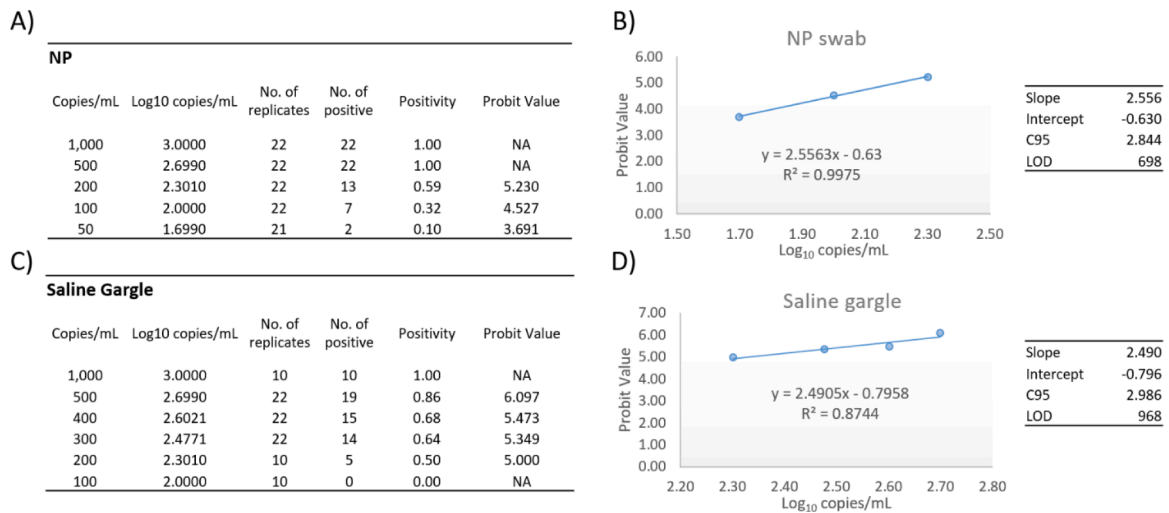 A)
NP
Copies/mL Log10 copies/mL No. of replicates No. of positive Positivity Probit Value
1,000 3.0000 22 22 1.00 NA
500 2.6990 22 22 1.00 NA
200 2.3010 22 13 0.59 5.230
100 2.0000 22 7 0.32 4.527
50 1.6990 21 2 0.10 3.691
B)
NP swab
6.00
5.00
4.00
3.00
2.00
1.00
0.00
Probit Value
y = 2.5563x - 0.63
R² = 0.9975
1.50 1.70 1.90 2.10 2.30 2.50
Log₁₀ copies/mL
Slope 2.556
Intercept -0.630
C95 2.844
LOD 698
C)
Saline Gargle
Copies/mL Log10 copies/mL No. of replicates No. of positive Positivity Probit Value
1,000 3.0000 10 10 1.00 NA
500 2.6990 22 19 0.86 6.097
400 2.6021 22 15 0.68 5.473
300 2.4771 22 14 0.64 5.349
200 2.3010 10 5 0.50 5.000
100 2.0000 10 0 0.00 NA
D)
Saline gargle
7.00
6.00
5.00
4.00
3.00
2.00
1.00
0.00
Probit Value
y = 2.4905x - 0.7958
R² = 0.8744
2.20 2.30 2.40 2.50 2.60 2.70 2.80
Log₁₀ copies/mL
Slope 2.490
Intercept -0.796
C95 2.986
LOD 968